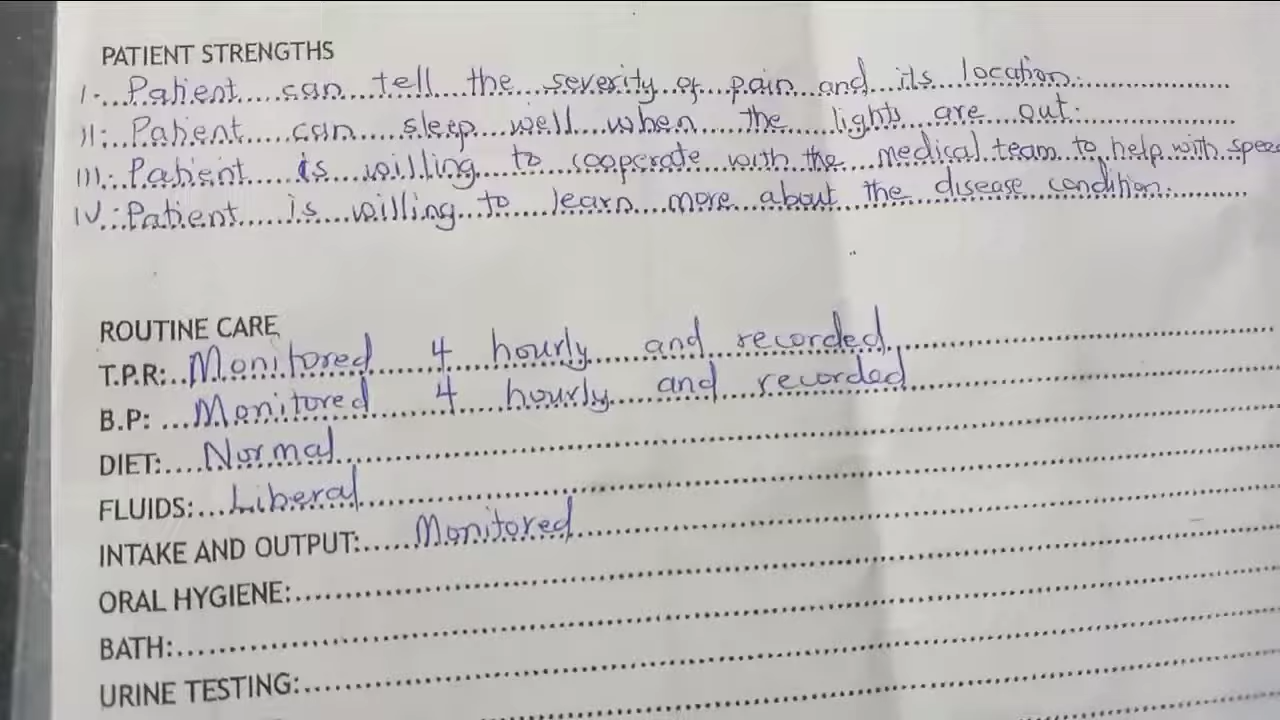 PATIENT STRENGTHS
I. Patient can tell the severity of pain and its location.
II. Patient can sleep well when the lights are out.
III. Patient is willing to cooperate with the medical team to help with
IV. Patient is willing to learn more about the disease condition.
ROUTINE CARE
T.P.R: Monitored 4 hourly and recorded
B.P: Monitored 4 hourly and recorded
DIET: Normal
FLUIDS: Liberal
INTAKE AND OUTPUT: Monitored
ORAL HYGIENE:
BATH:
URINE TESTING: